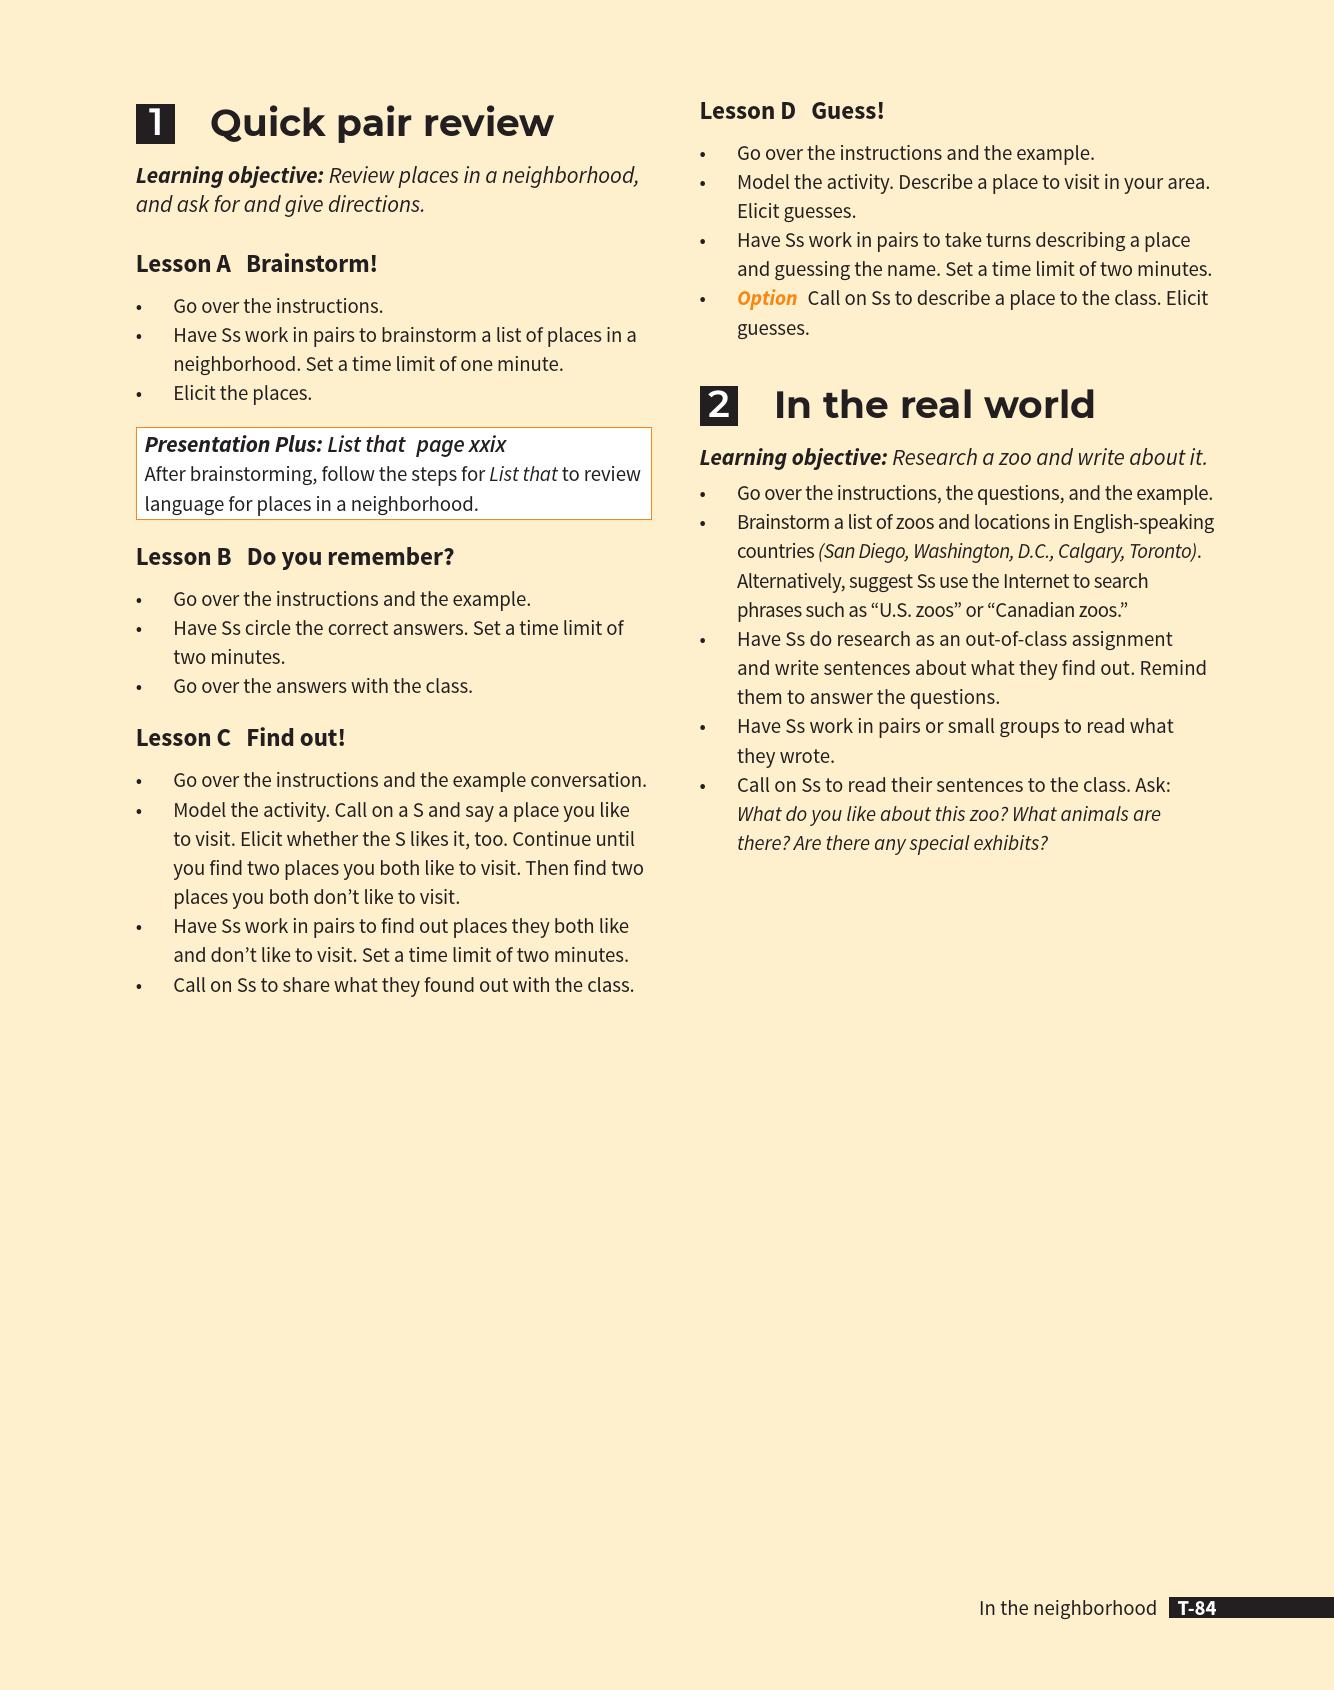 1 Quick pair review
Learning objective: Review places in a neighborhood,
and ask for and give directions.
Lesson A Brainstorm!
• Go over the instructions.
• Have Ss work in pairs to brainstorm a list of places in a
neighborhood. Set a time limit of one minute.
• Elicit the places.
Presentation Plus: List that page xxix
After brainstorming, follow the steps for List that to review
language for places in a neighborhood.
Lesson B Do you remember?
• Go over the instructions and the example.
• Have Ss circle the correct answers. Set a time limit of
two minutes.
• Go over the answers with the class.
Lesson C Find out!
• Go over the instructions and the example conversation.
• Model the activity. Call on a S and say a place you like
to visit. Elicit whether the S likes it, too. Continue until
you find two places you both like to visit. Then find two
places you both don’t like to visit.
• Have Ss work in pairs to find out places they both like
and don’t like to visit. Set a time limit of two minutes.
• Call on Ss to share what they found out with the class.
Lesson D Guess!
• Go over the instructions and the example.
• Model the activity. Describe a place to visit in your area.
Elicit guesses.
• Have Ss work in pairs to take turns describing a place
and guessing the name. Set a time limit of two minutes.
• Option Call on Ss to describe a place to the class. Elicit
guesses.
2 In the real world
Learning objective: Research a zoo and write about it.
• Go over the instructions, the questions, and the example.
• Brainstorm a list of zoos and locations in English-speaking
countries (San Diego, Washington, D.C., Calgary, Toronto).
Alternatively, suggest Ss use the Internet to search
phrases such as “U.S. zoos” or “Canadian zoos.”
• Have Ss do research as an out-of-class assignment
and write sentences about what they find out. Remind
them to answer the questions.
• Have Ss work in pairs or small groups to read what
they wrote.
• Call on Ss to read their sentences to the class. Ask:
What do you like about this zoo? What animals are
there? Are there any special exhibits?
In the neighborhood T-84